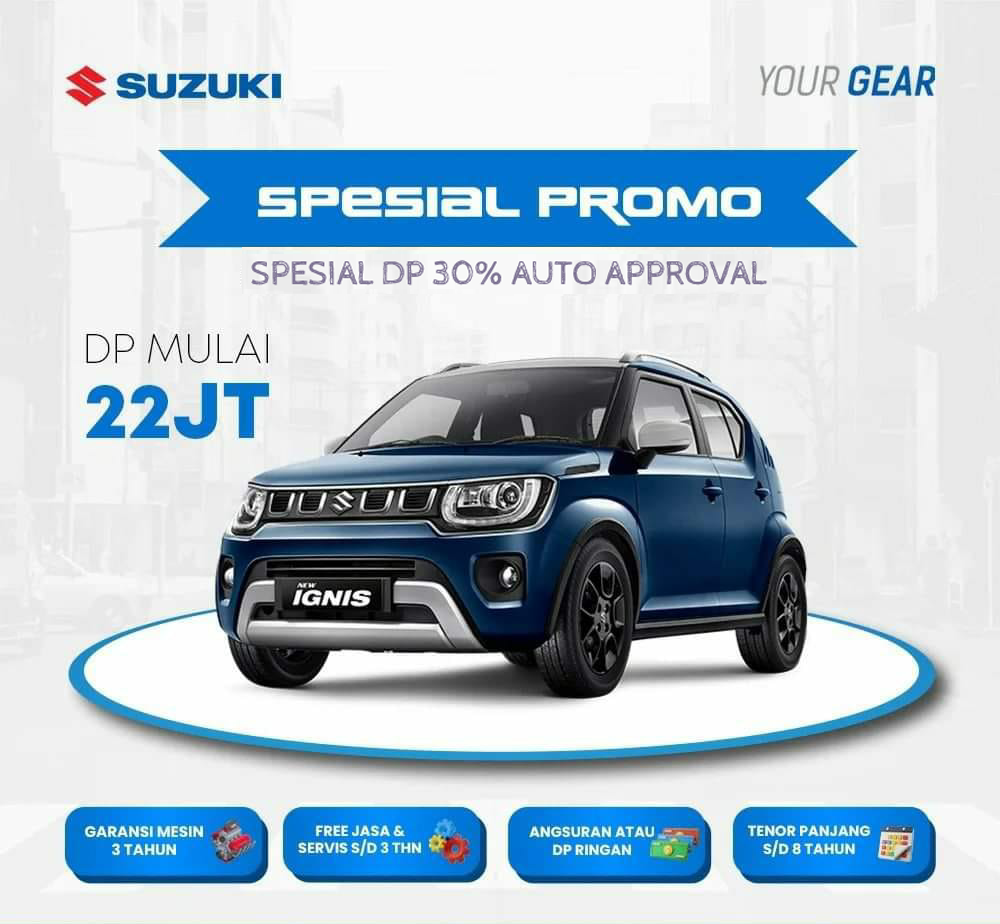 SUZUKI
YOUR GEAR
SPESIAL PROMO
SPESIAL DP 30% AUTO APPROVAL
DP MULAI
22JT
NEW
IGNIS
GARANSI MESIN
3 TAHUN
FREE JASA &
SERVIS S/D 3 THN
ANGSURAN ATAU
DP RINGAN
TENOR PANJANG
S/D 8 TAHUN